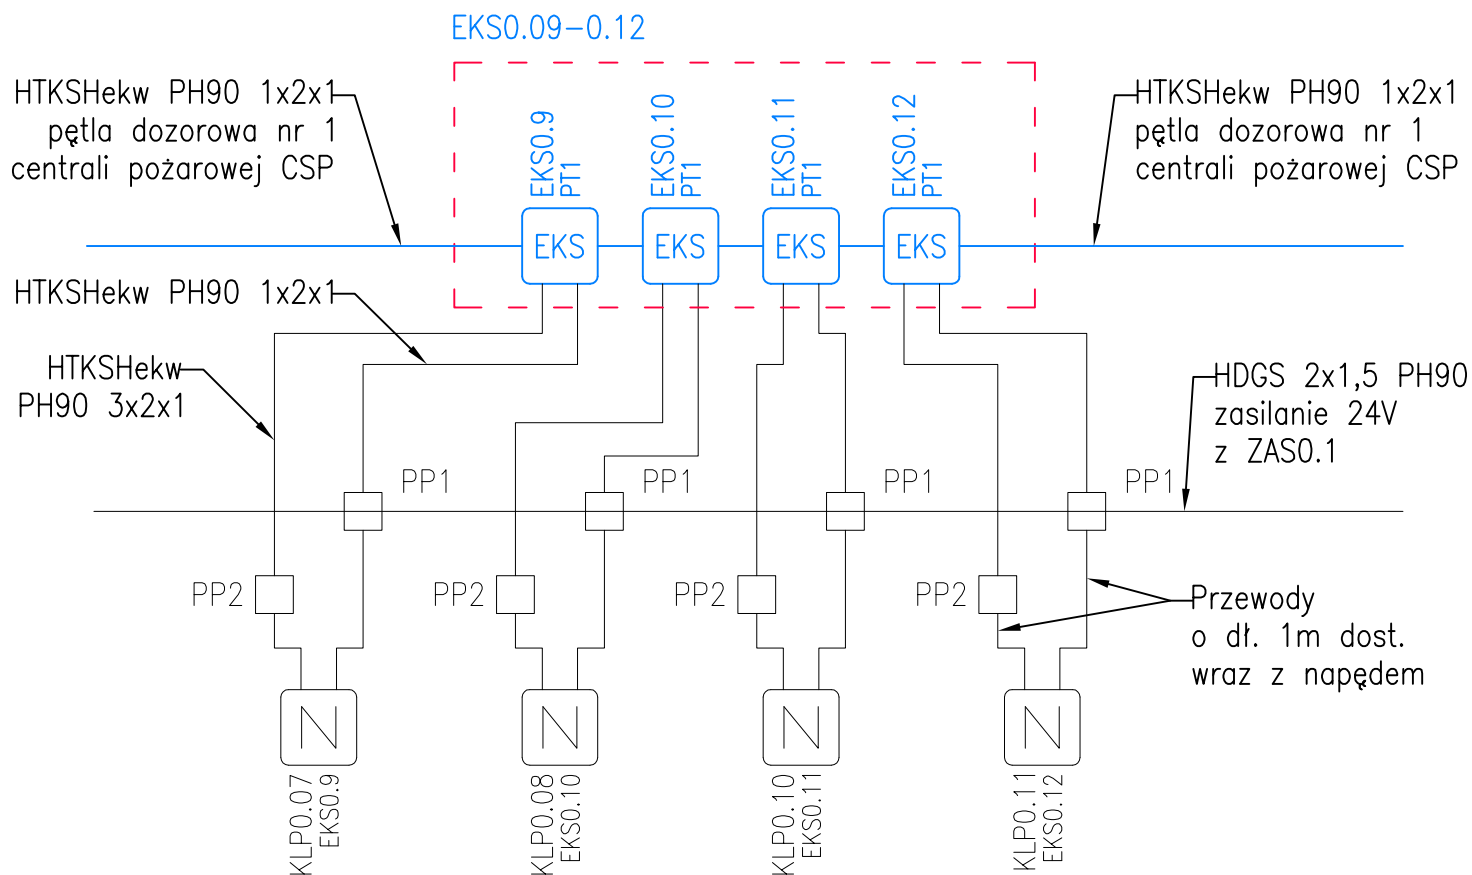 EKS0.09-0.12
HTKSHekw PH90 1x2x1
pętla dozorowa nr 1
centrali pożarowej CSP
EKS0.9
PT1
EKS0.10
PT1
EKS0.11
PT1
EKS0.12
PT1
HTKSHekw PH90 1x2x1
pętla dozorowa nr 1
centrali pożarowej CSP
EKS
EKS
EKS
EKS
HTKSHekw PH90 1x2x1
HTKSHekw
PH90 3x2x1
HDGS 2x1,5 PH90
zasilanie 24V
z ZAS0.1
PP1
PP1
PP1
PP1
PP2
PP2
PP2
PP2
Przewody
o dł. 1m dost.
wraz z napędem
N
N
N
N
KLP0.07
EKS0.9
KLP0.08
EKS0.10
KLP0.10
EKS0.11
KLP0.11
EKS0.12